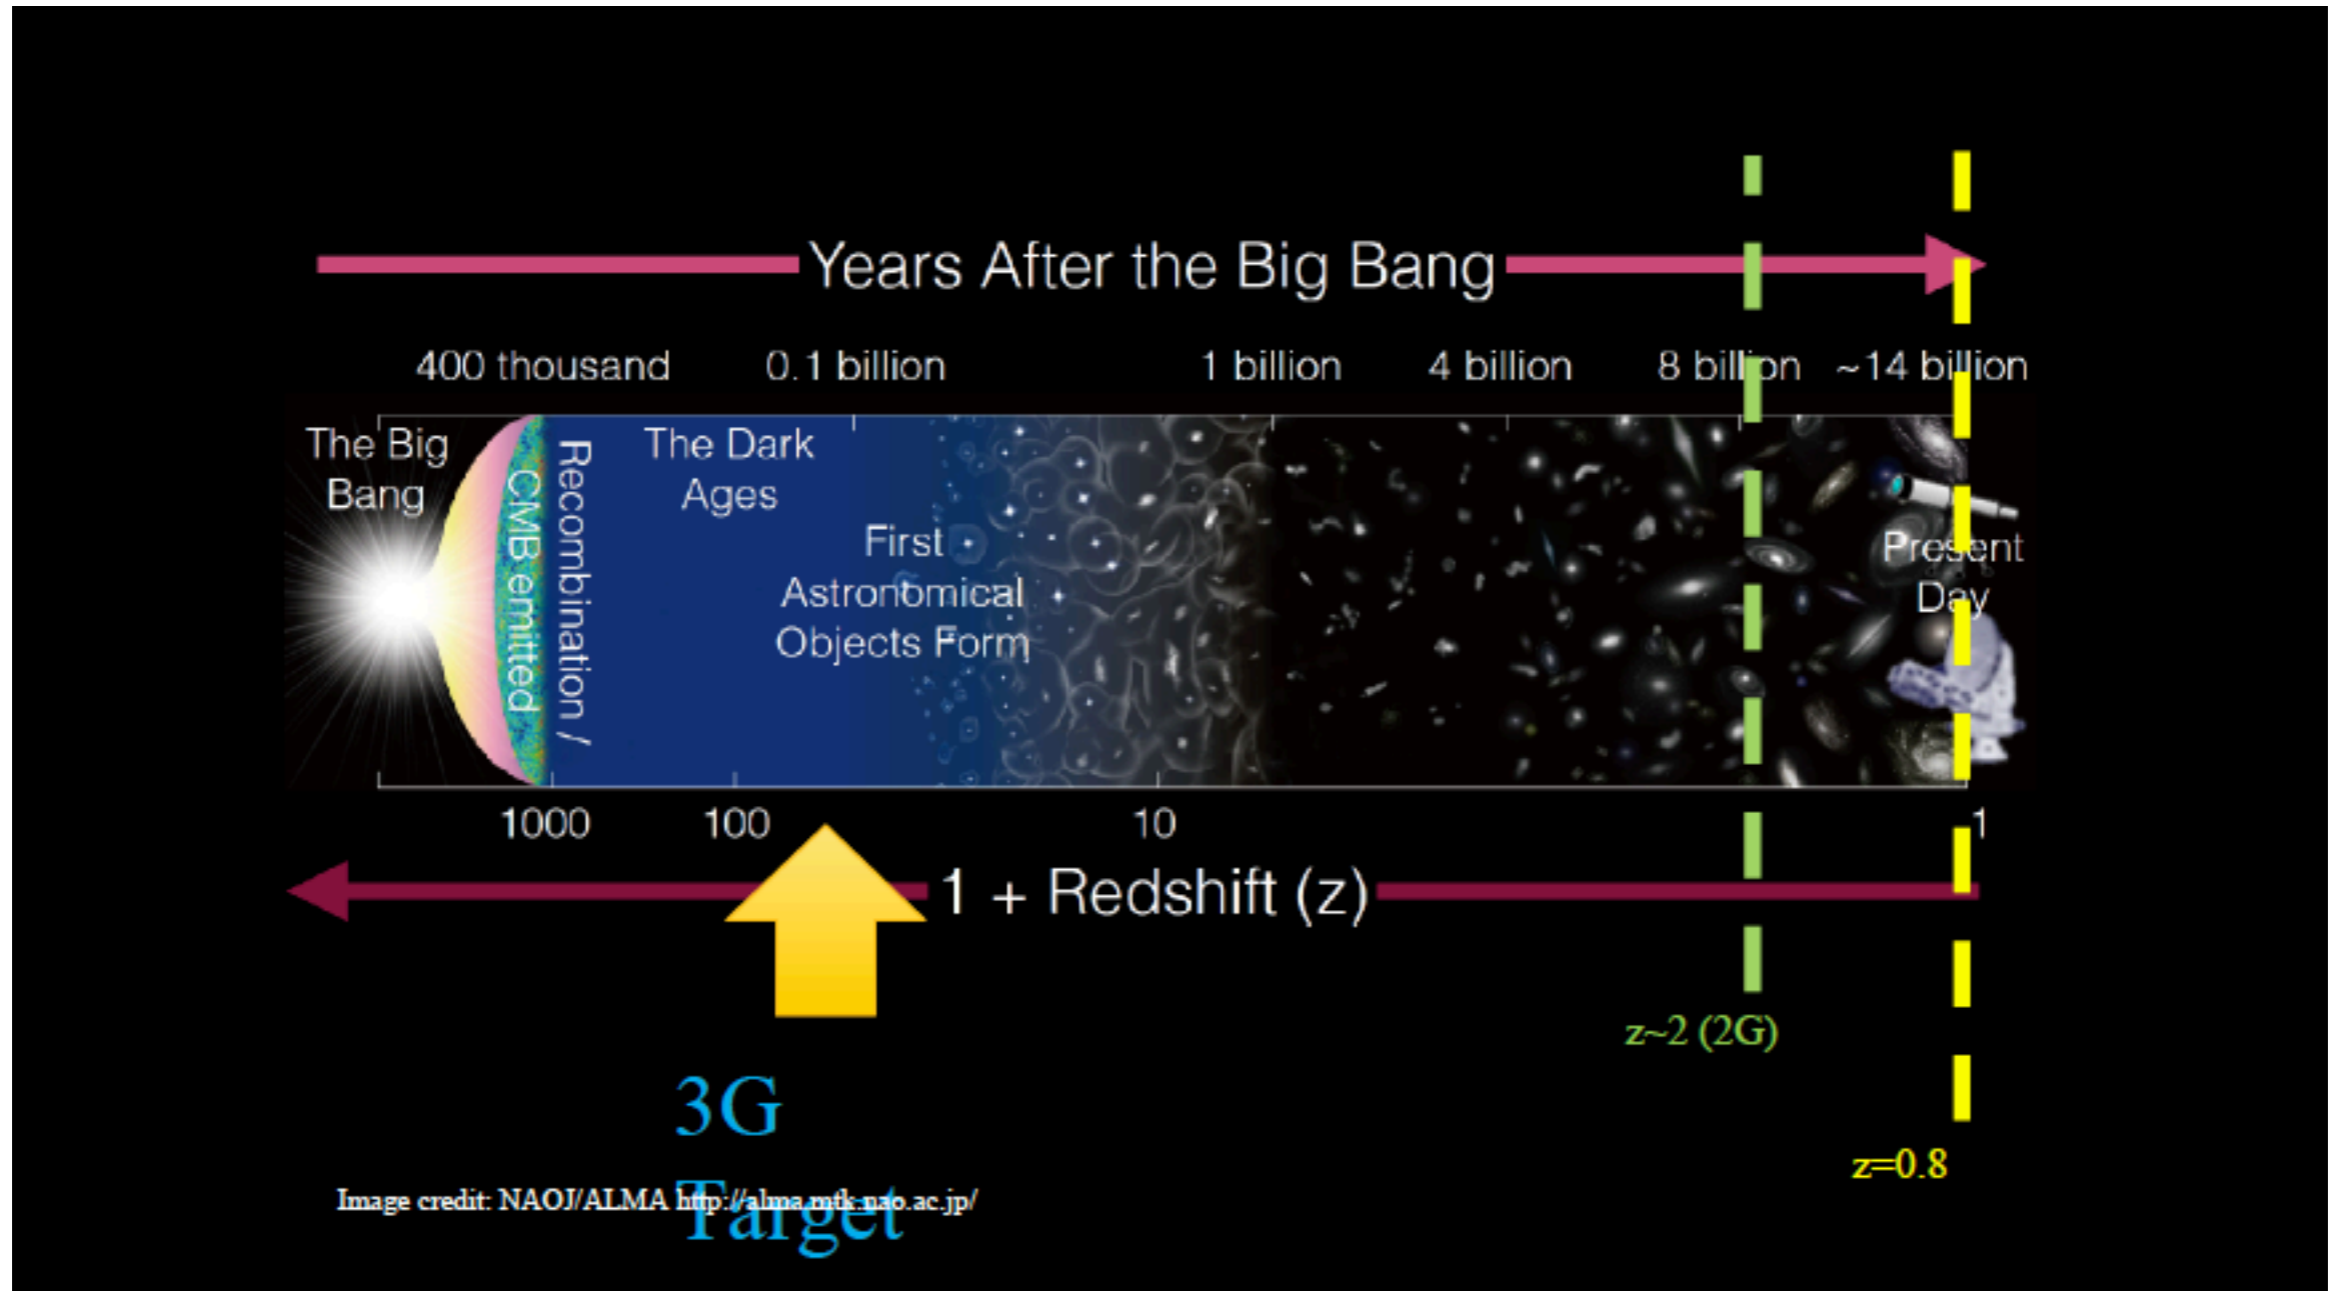 Years After the Big Bang
400 thousand 0.1 billion 1 billion 4 billion 8 billion ~14 billion
The Big
Bang
CMB emitted
Recombination /
The Dark
Ages
First
Astronomical
Objects Form
Present
Day
1000 100 10 1
1 + Redshift (z)
z~2 (2G)
3G
Target
z=0.8
Image credit: NAOJ/ALMA http://alma.mtk.nao.ac.jp/